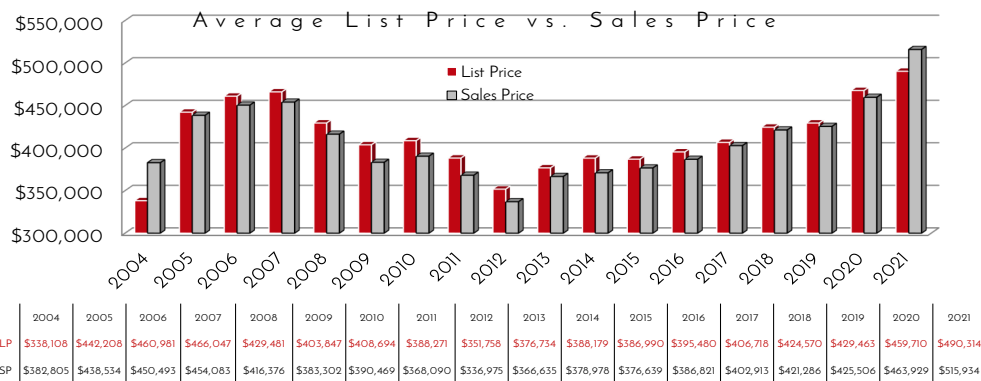 Average List Price vs. Sales Price
$550,000
$500,000
$450,000
$400,000
$350,000
$300,000
List Price
Sales Price
2004 2005 2006 2007 2008 2009 2010 2011 2012 2013 2014 2015 2016 2017 2018 2019 2020 2021
2004 2005 2006 2007 2008 2009 2010 2011 2012 2013 2014 2015 2016 2017 2018 2019 2020 2021
LP $338,108 $442,208 $460,981 $466,047 $429,481 $403,847 $408,694 $388,271 $351,758 $376,734 $388,179 $386,990 $395,480 $406,718 $424,570 $429,463 $459,710 $490,314
SP $382,805 $438,534 $450,493 $454,083 $416,376 $383,302 $390,469 $368,090 $336,975 $366,635 $378,978 $376,639 $386,821 $402,913 $421,286 $425,506 $463,929 $515,934